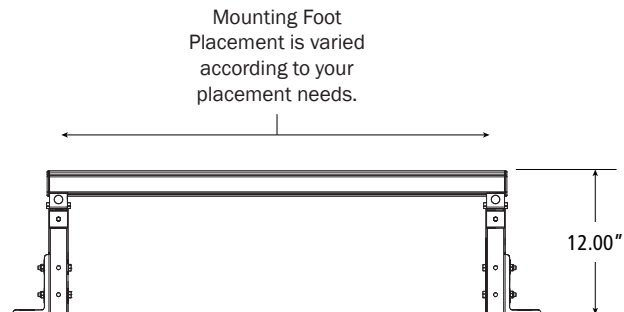 Mounting Foot
Placement is varied
according to your
placement needs.
12.00"